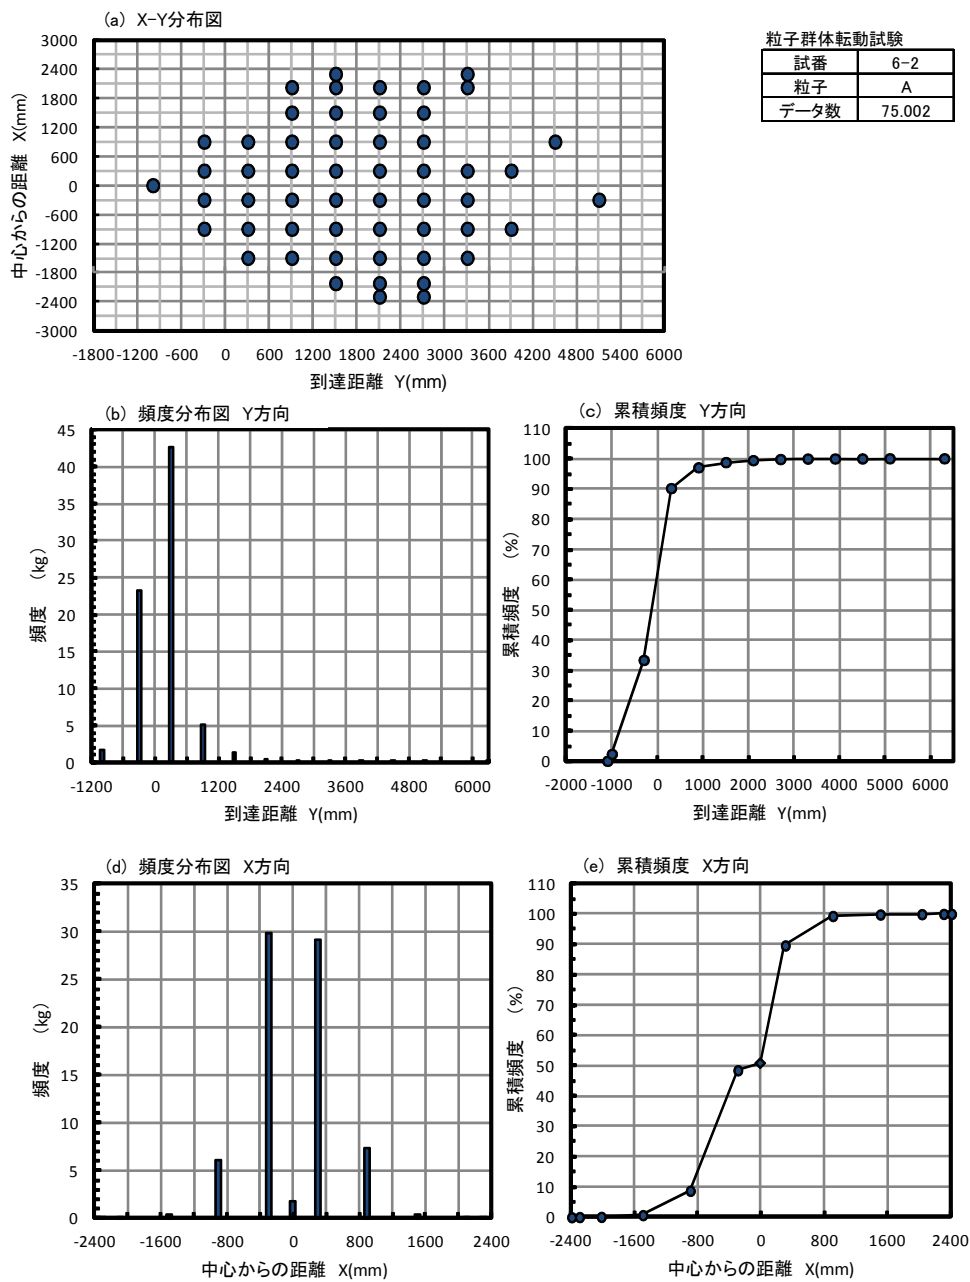 (a) X-Y分布図
粒子群体転動試験
試番 6-2
粒子 A
データ数 75.002
中心からの距離 X(mm)
3000
2400
1800
1200
600
0
-600
-1200
-1800
-2400
-3000
-1800 -1200 -600 0 600 1200 1800 2400 3000 3600 4200 4800 5400 6000
到達距離 Y(mm)
(b) 頻度分布図 Y方向
頻度 (kg)
45
40
35
30
25
20
15
10
5
0
-1200 0 1200 2400 3600 4800 6000
到達距離 Y(mm)
(c) 累積頻度 Y方向
累積頻度 (%)
110
100
90
80
70
60
50
40
30
20
10
0
-2000 -1000 0 1000 2000 3000 4000 5000 6000
到達距離 Y(mm)
(d) 頻度分布図 X方向
頻度 (kg)
35
30
25
20
15
10
5
0
-2400 -1600 -800 0 800 1600 2400
中心からの距離 X(mm)
(e) 累積頻度 X方向
累積頻度 (%)
110
100
90
80
70
60
50
40
30
20
10
0
-2400 -1600 -800 0 800 1600 2400
中心からの距離 X(mm)